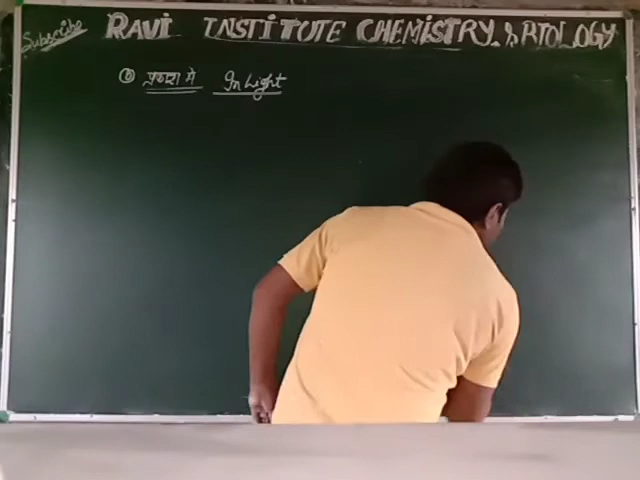 Subscribe
RAVI INSTITUTE CHEMISTRY. & BIOLOGY
① प्रकाश में In Light